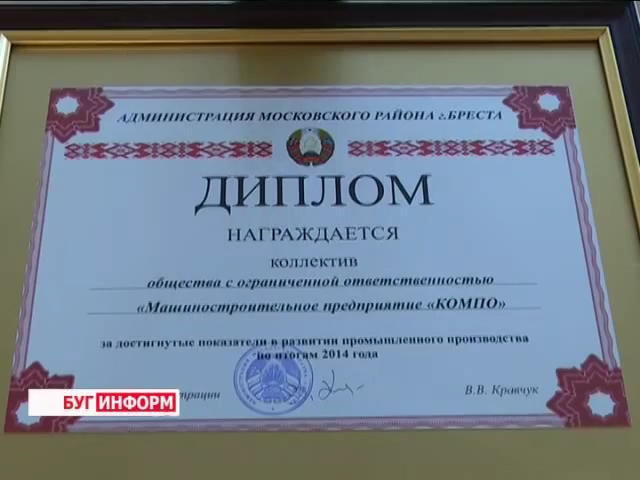 АДМИНИСТРАЦИЯ МОСКОВСКОГО РАЙОНА г.БРЕСТА
ДИПЛОМ
НАГРАЖДАЕТСЯ
коллектив
общества с ограниченной ответственностью
«Машиностроительное предприятие «КОМПО»
за достигнутые показатели в развитии промышленного производства
по итогам 2014 года
В.В. Кравчук
БУГИНФОРМ